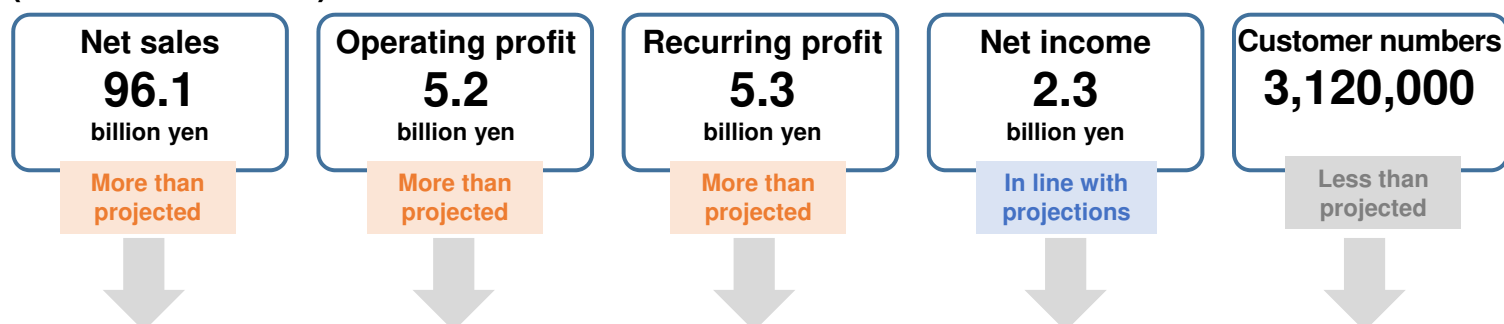 Net sales
96.1
billion yen
More than
projected
Operating profit
5.2
billion yen
More than
projected
Recurring profit
5.3
billion yen
More than
projected
Net income
2.3
billion yen
In line with
projections
Customer numbers
3,120,000
Less than
projected